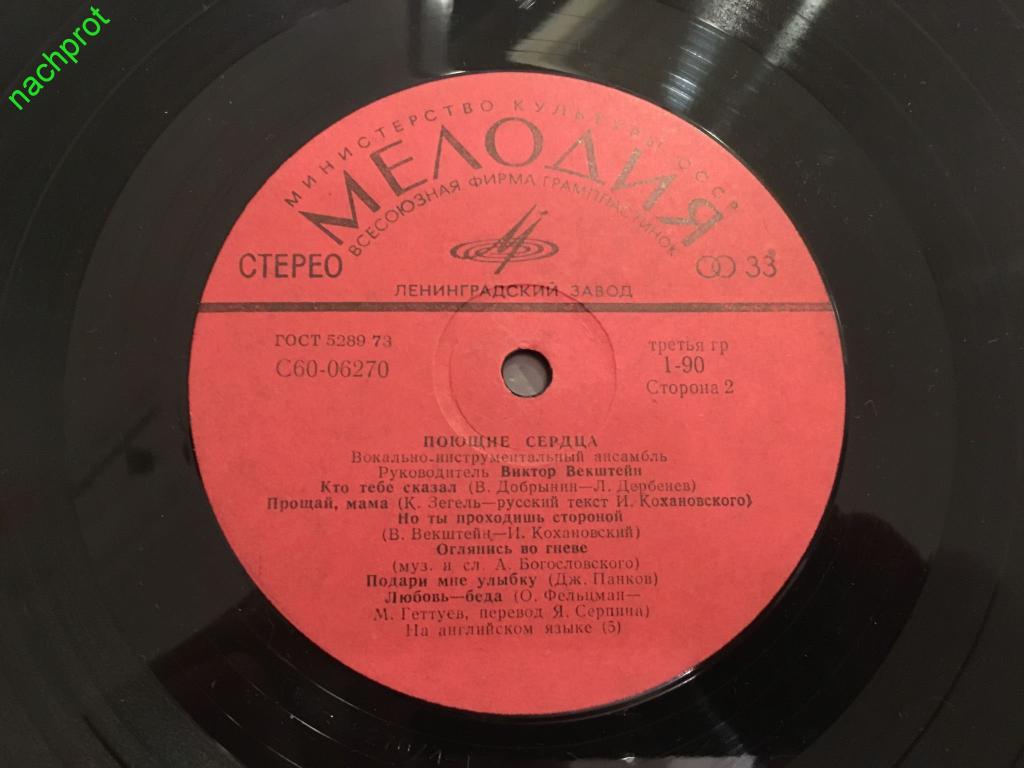 nachprot
МИНИСТЕРСТВО КУЛЬТУРЫ СССР
МЕЛОДИЯ
ВСЕСОЮЗНАЯ ФИРМА ГРАМПЛАСТИНОК
СТЕРЕО
33
ЛЕНИНГРАДСКИЙ ЗАВОД
ГОСТ 5289 73
С60-06270
третья гр
1-90
Сторона 2
ПОЮЩИЕ СЕРДЦА
Вокально-инструментальный ансамбль
Руководитель Виктор Векштейн
Кто тебе сказал (В. Добрынин—Л. Дербенев)
Прощай, мама (К. Зегель—русский текст И. Кохановского)
Но ты проходишь стороной
(В. Векштейн—И. Кохановский)
Оглянись во гневе
(муз. и сл. А. Богословского)
Подари мне улыбку (Дж. Панков)
Любовь—беда (О. Фельцман—
М. Геттуев, перевод Я. Серпина)
На английском языке (5)